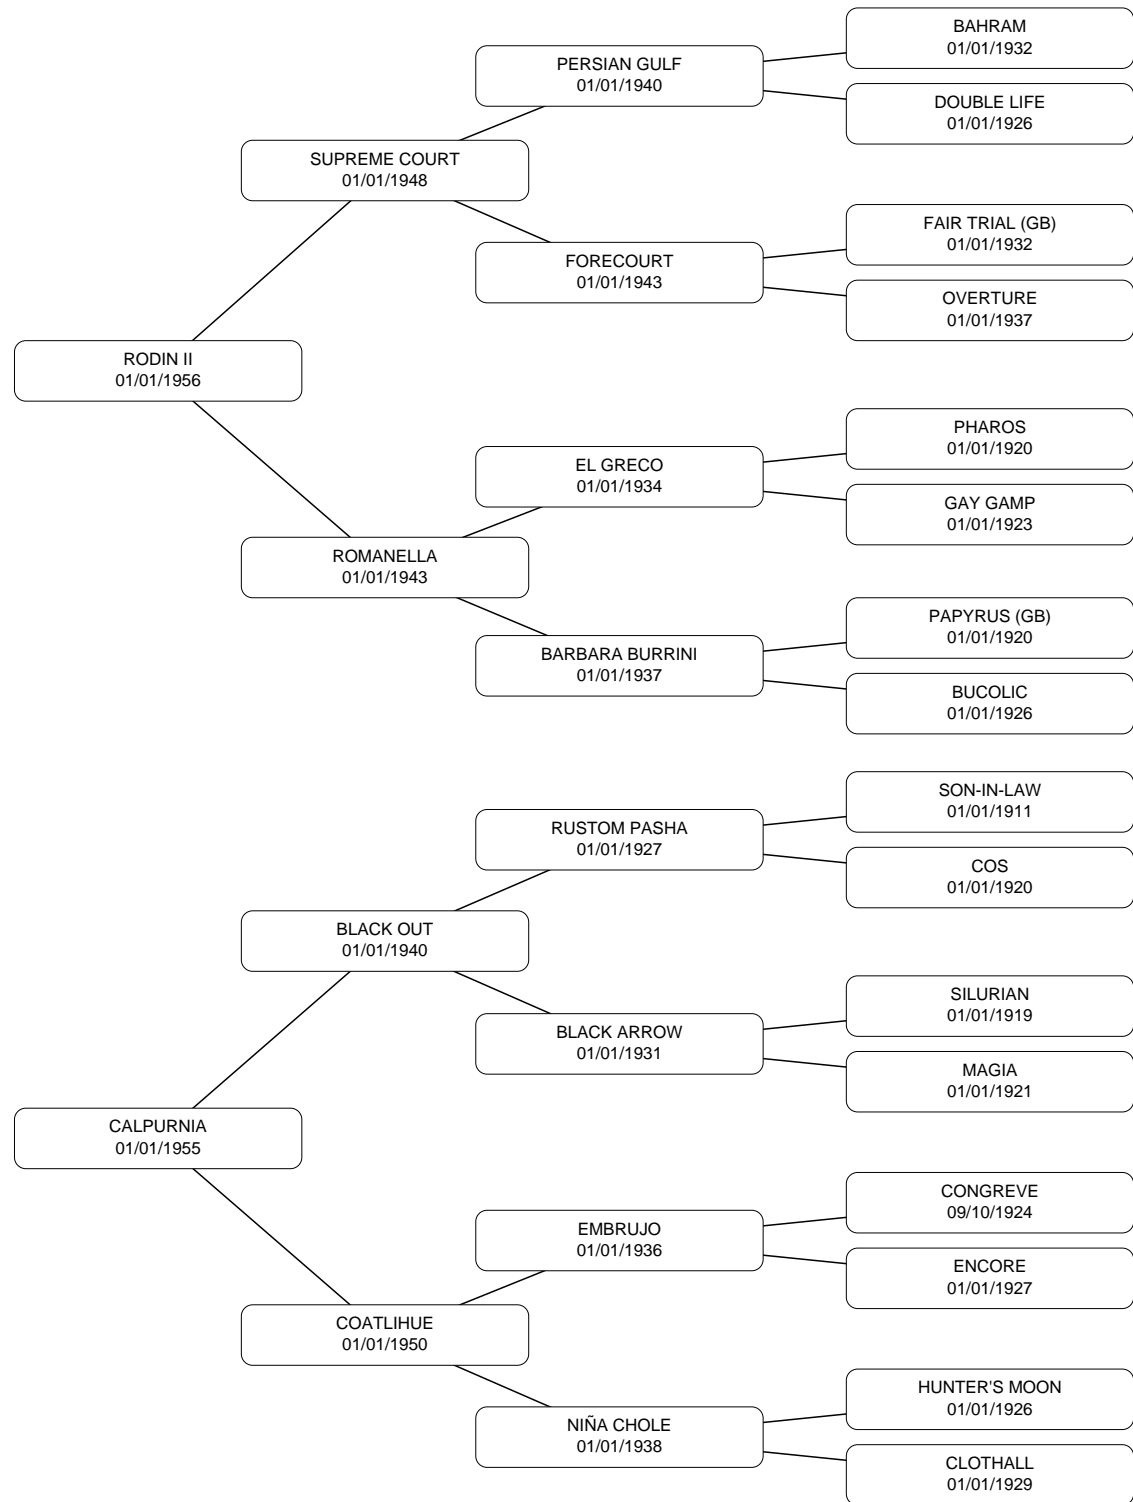 BAHRAM
01/01/1932
PERSIAN GULF
01/01/1940
DOUBLE LIFE
01/01/1926
SUPREME COURT
01/01/1948
FAIR TRIAL (GB)
01/01/1932
FORECOURT
01/01/1943
OVERTURE
01/01/1937
RODIN II
01/01/1956
PHAROS
01/01/1920
EL GRECO
01/01/1934
GAY GAMP
01/01/1923
ROMANELLA
01/01/1943
PAPYRUS (GB)
01/01/1920
BARBARA BURRINI
01/01/1937
BUCOLIC
01/01/1926
SON-IN-LAW
01/01/1911
RUSTOM PASHA
01/01/1927
COS
01/01/1920
BLACK OUT
01/01/1940
SILURIAN
01/01/1919
BLACK ARROW
01/01/1931
MAGIA
01/01/1921
CALPURNIA
01/01/1955
CONGREVE
09/10/1924
EMBRUJO
01/01/1936
ENCORE
01/01/1927
COATLIHUE
01/01/1950
HUNTER'S MOON
01/01/1926
NIÑA CHOLE
01/01/1938
CLOTHALL
01/01/1929